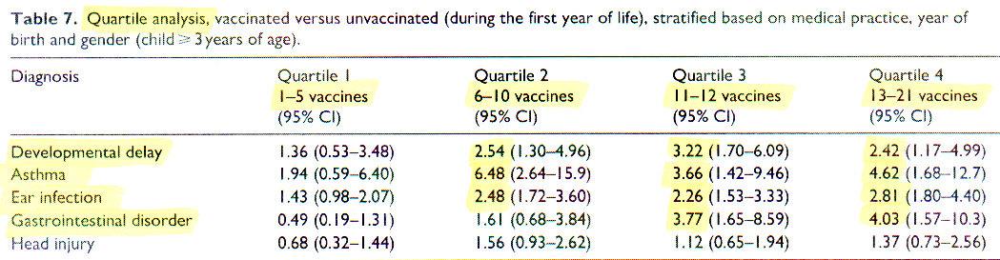 Table 7. Quartile analysis, vaccinated versus unvaccinated (during the first year of life), stratified based on medical practice, year of
birth and gender (child ⩾ 3 years of age).
Diagnosis Quartile 1 Quartile 2 Quartile 3 Quartile 4
1–5 vaccines 6–10 vaccines 11–12 vaccines 13–21 vaccines
(95% CI) (95% CI) (95% CI) (95% CI)
Developmental delay 1.36 (0.53–3.48) 2.54 (1.30–4.96) 3.22 (1.70–6.09) 2.42 (1.17–4.99)
Asthma 1.94 (0.59–6.40) 6.48 (2.64–15.9) 3.66 (1.42–9.46) 4.62 (1.68–12.7)
Ear infection 1.43 (0.98–2.07) 2.48 (1.72–3.60) 2.26 (1.53–3.33) 2.81 (1.80–4.40)
Gastrointestinal disorder 0.49 (0.19–1.31) 1.61 (0.68–3.84) 3.77 (1.65–8.59) 4.03 (1.57–10.3)
Head injury 0.68 (0.32–1.44) 1.56 (0.93–2.62) 1.12 (0.65–1.94) 1.37 (0.73–2.56)